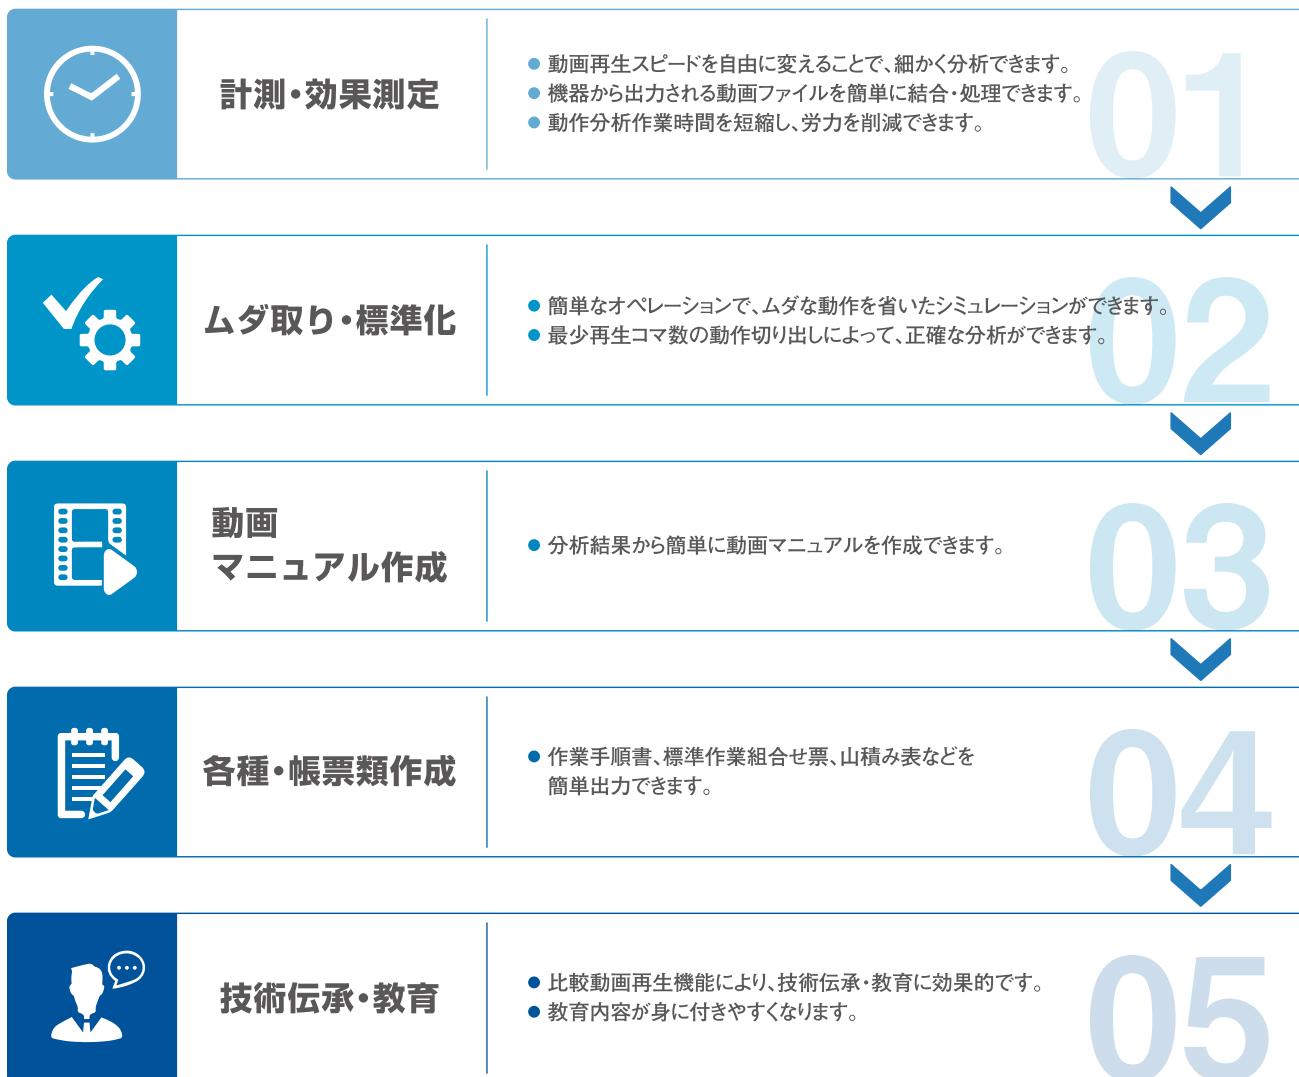 計測・効果測定
● 動画再生スピードを自由に変えることで、細かく分析できます。
● 機器から出力される動画ファイルを簡単に結合・処理できます。
● 動作分析作業時間を短縮し、労力を削減できます。
01
ムダ取り・標準化
● 簡単なオペレーションで、ムダな動作を省いたシミュレーションができます。
● 最少再生コマ数の動作切り出しによって、正確な分析ができます。
02
動画
マニュアル作成
● 分析結果から簡単に動画マニュアルを作成できます。
03
各種・帳票類作成
● 作業手順書、標準作業組合せ票、山積み表などを
簡単出力できます。
04
技術伝承・教育
● 比較動画再生機能により、技術伝承・教育に効果的です。
● 教育内容が身に付きやすくなります。
05